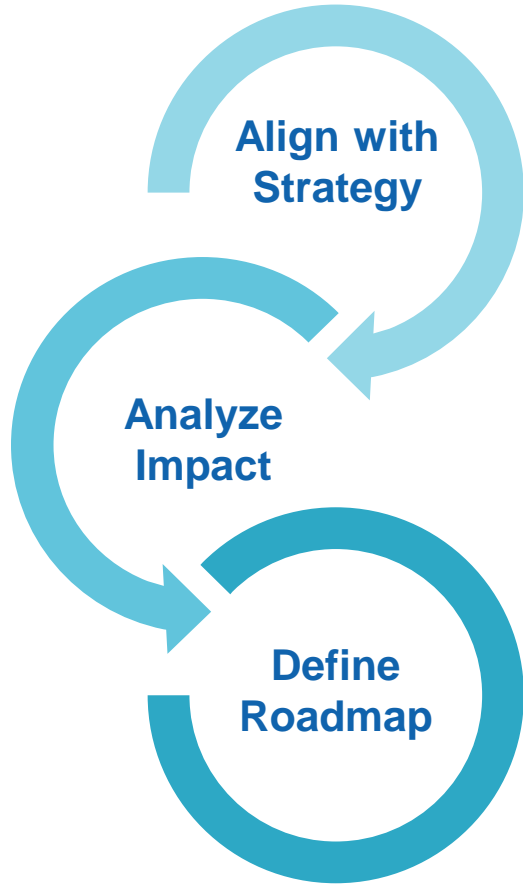 Align with
Strategy
Analyze
Impact
Define
Roadmap